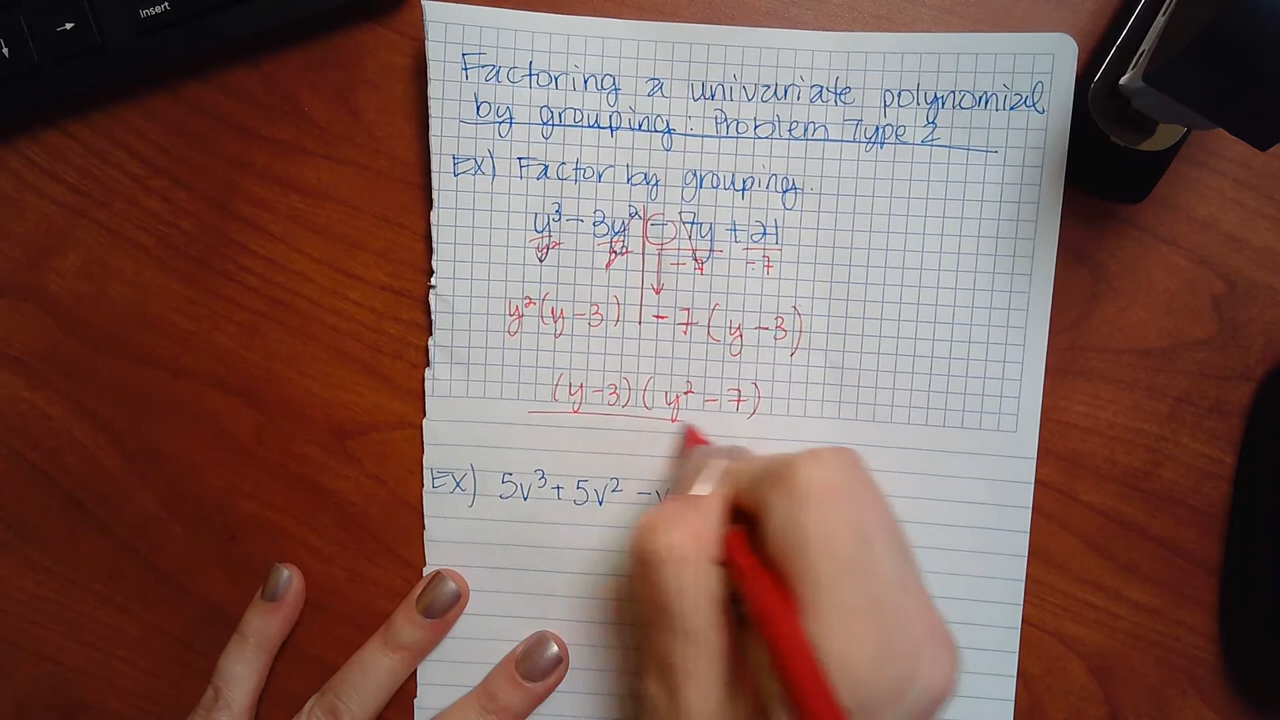 Insert
Factoring a univariate polynomial
by grouping: Problem Type 2
Ex) Factor by grouping.
y³ - 3y² - 7y + 21
y² y² -7 -7
y²(y-3) - 7(y-3)
(y-3)(y²-7)
Ex) 5v³ + 5v² - v